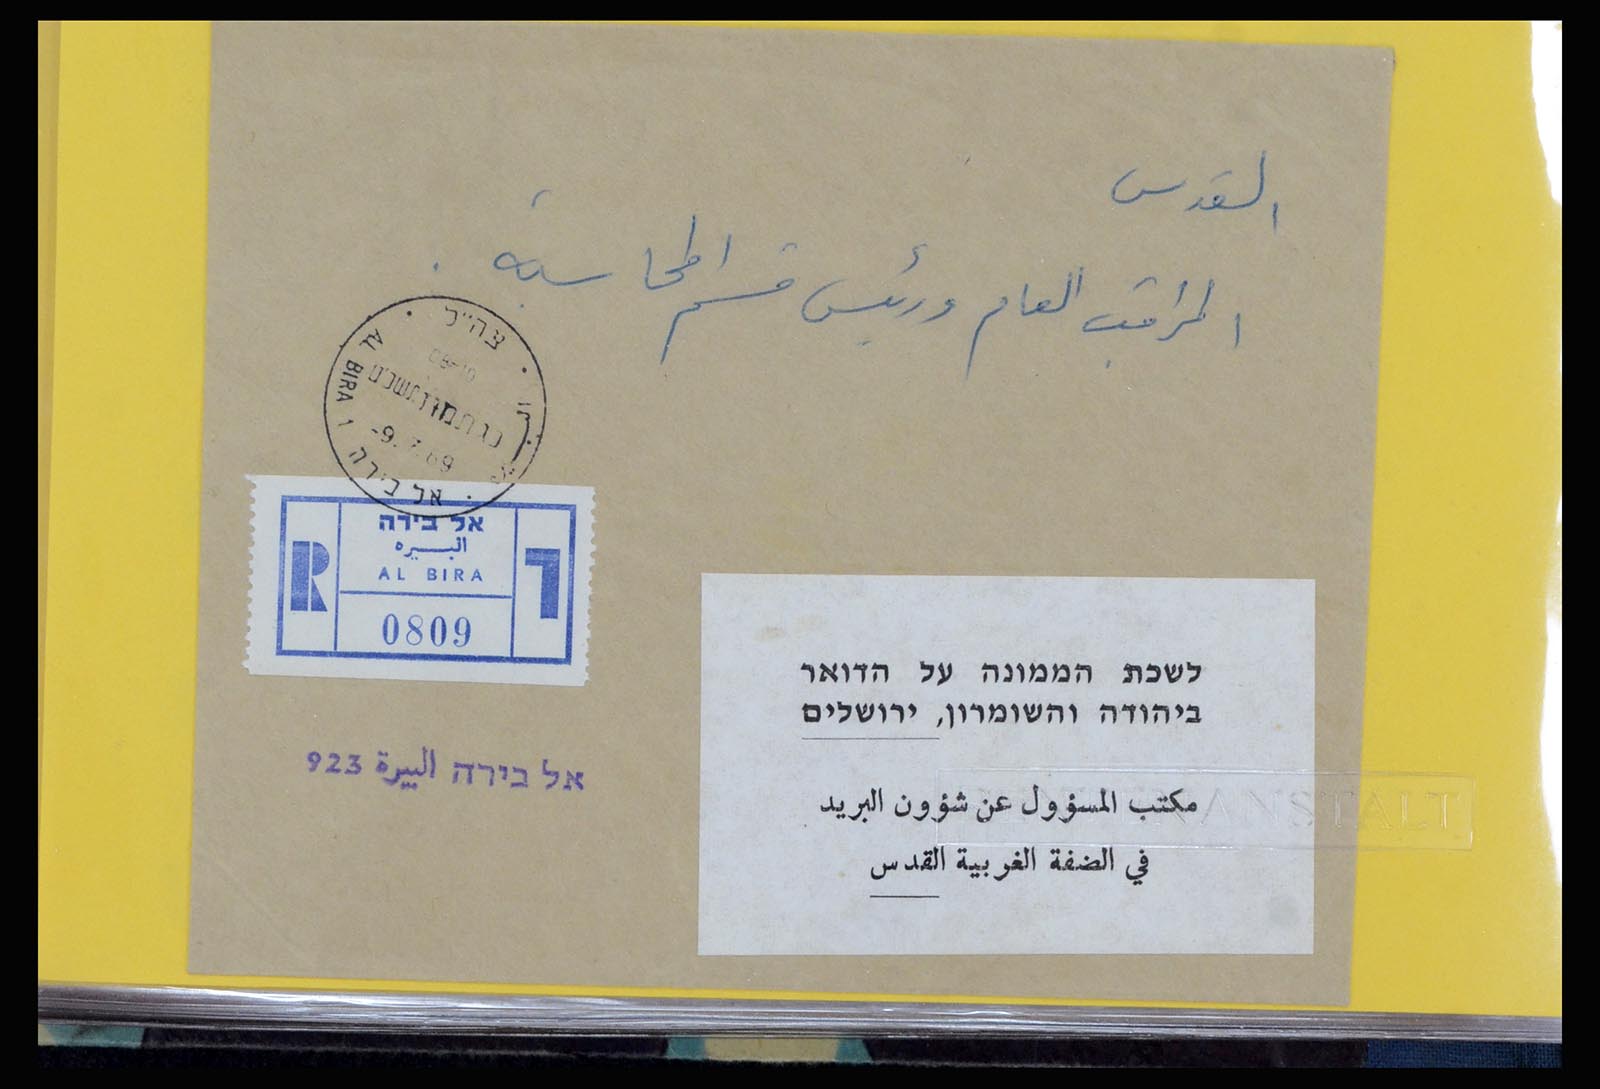 القدس
المراقب العام ورئيس قسم المحاسبة .
צה״ל
AL BIRA 1
-9.7.69
אל בירה
אל בירה
البيره
AL BIRA
R
ר
0809
אל בירה البيرة 923
לשכת הממונה על הדואר
ביהודה והשומרון, ירושלים
مكتب المسؤول عن شؤون البريد
في الضفة الغربية القدس